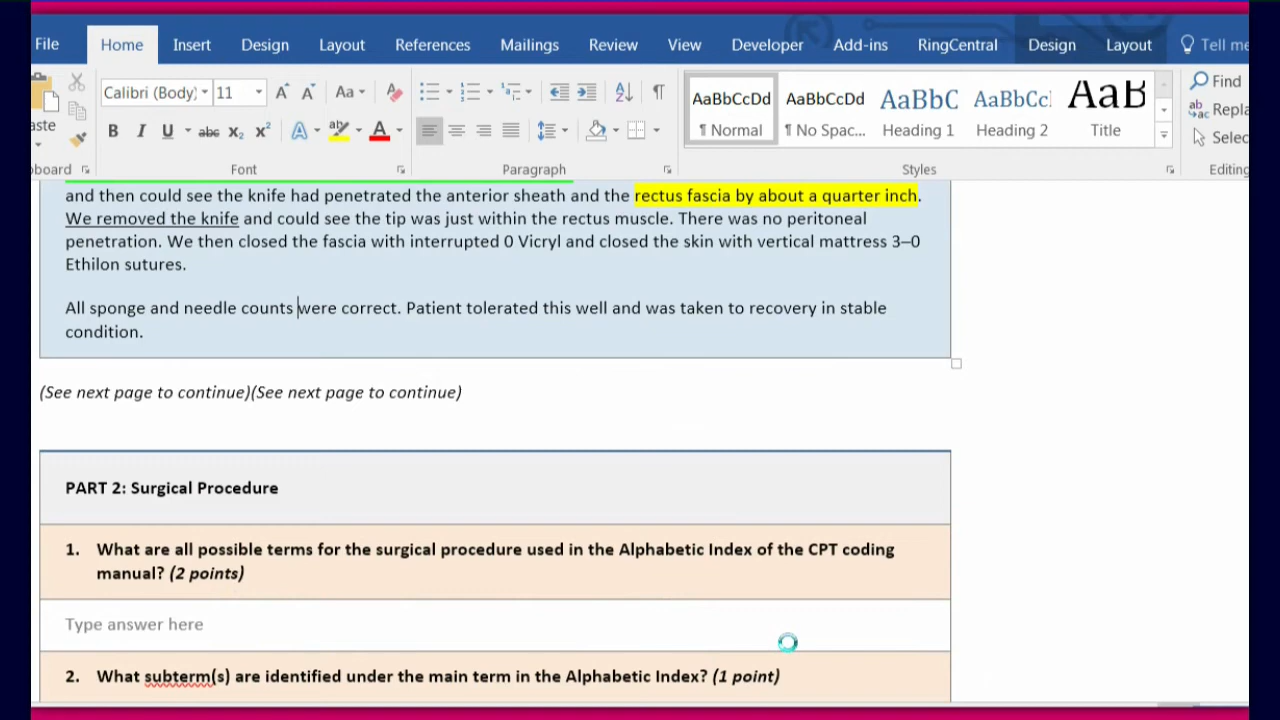 File Home Insert Design Layout References Mailings Review View Developer Add-ins RingCentral Design Layout Tell me
Calibri (Body) 11 Aa AaBbCcDd AaBbCcDd AaBbC AaBbCc AaB Find
aste Repla
B I U abc X₂ X² A A ¶ Normal ¶ No Spac... Heading 1 Heading 2 Title Selec
board Font Paragraph Styles Editing
and then could see the knife had penetrated the anterior sheath and the rectus fascia by about a quarter inch.
We removed the knife and could see the tip was just within the rectus muscle. There was no peritoneal
penetration. We then closed the fascia with interrupted 0 Vicryl and closed the skin with vertical mattress 3–0
Ethilon sutures.
All sponge and needle counts were correct. Patient tolerated this well and was taken to recovery in stable
condition.
(See next page to continue)(See next page to continue)
PART 2: Surgical Procedure
1. What are all possible terms for the surgical procedure used in the Alphabetic Index of the CPT coding
manual? (2 points)
Type answer here
2. What subterm(s) are identified under the main term in the Alphabetic Index? (1 point)